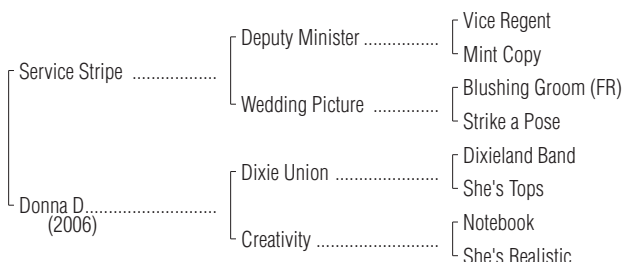 Vice Regent
Deputy Minister ................
Mint Copy
Service Stripe ..................
Blushing Groom (FR)
Wedding Picture ..............
Strike a Pose
Dixieland Band
Dixie Union ......................
She's Tops
Donna D............................
(2006)
Notebook
Creativity ..........................
She's Realistic